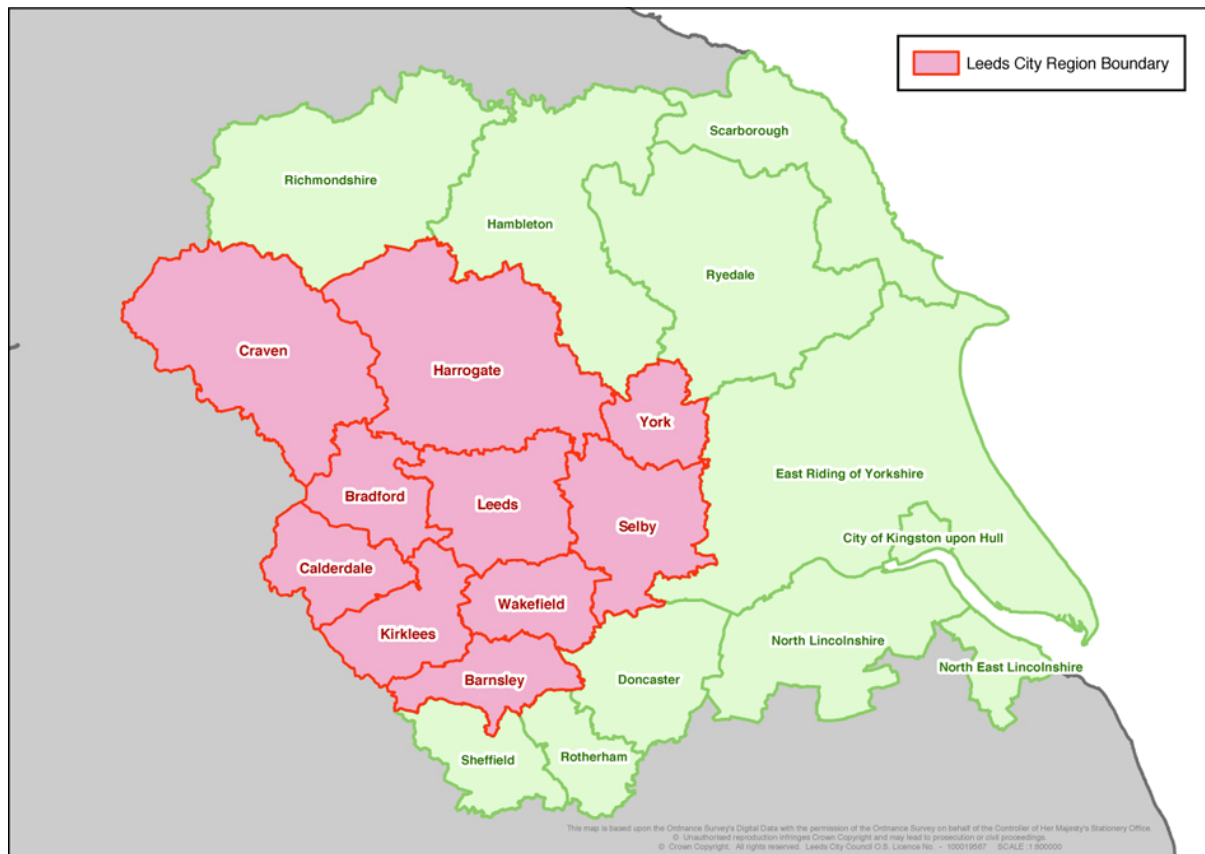 Leeds City Region Boundary
Scarborough
Richmondshire
Hambleton
Ryedale
Craven
Harrogate
York
East Riding of Yorkshire
Bradford
Leeds
Selby
City of Kingston upon Hull
Calderdale
Wakefield
Kirklees
North Lincolnshire
North East Lincolnshire
Barnsley
Doncaster
Sheffield
Rotherham
This map is based upon the Ordnance Survey's Digital Data with the permission of the Ordnance Survey on behalf of the Controller of Her Majesty's Stationery Office.
© Unauthorised reproduction infringes Crown Copyright and may lead to prosecution or civil proceedings.
© Crown Copyright. All rights reserved. Leeds City Council O.S. Licence No. - 100019567 SCALE :1:800000